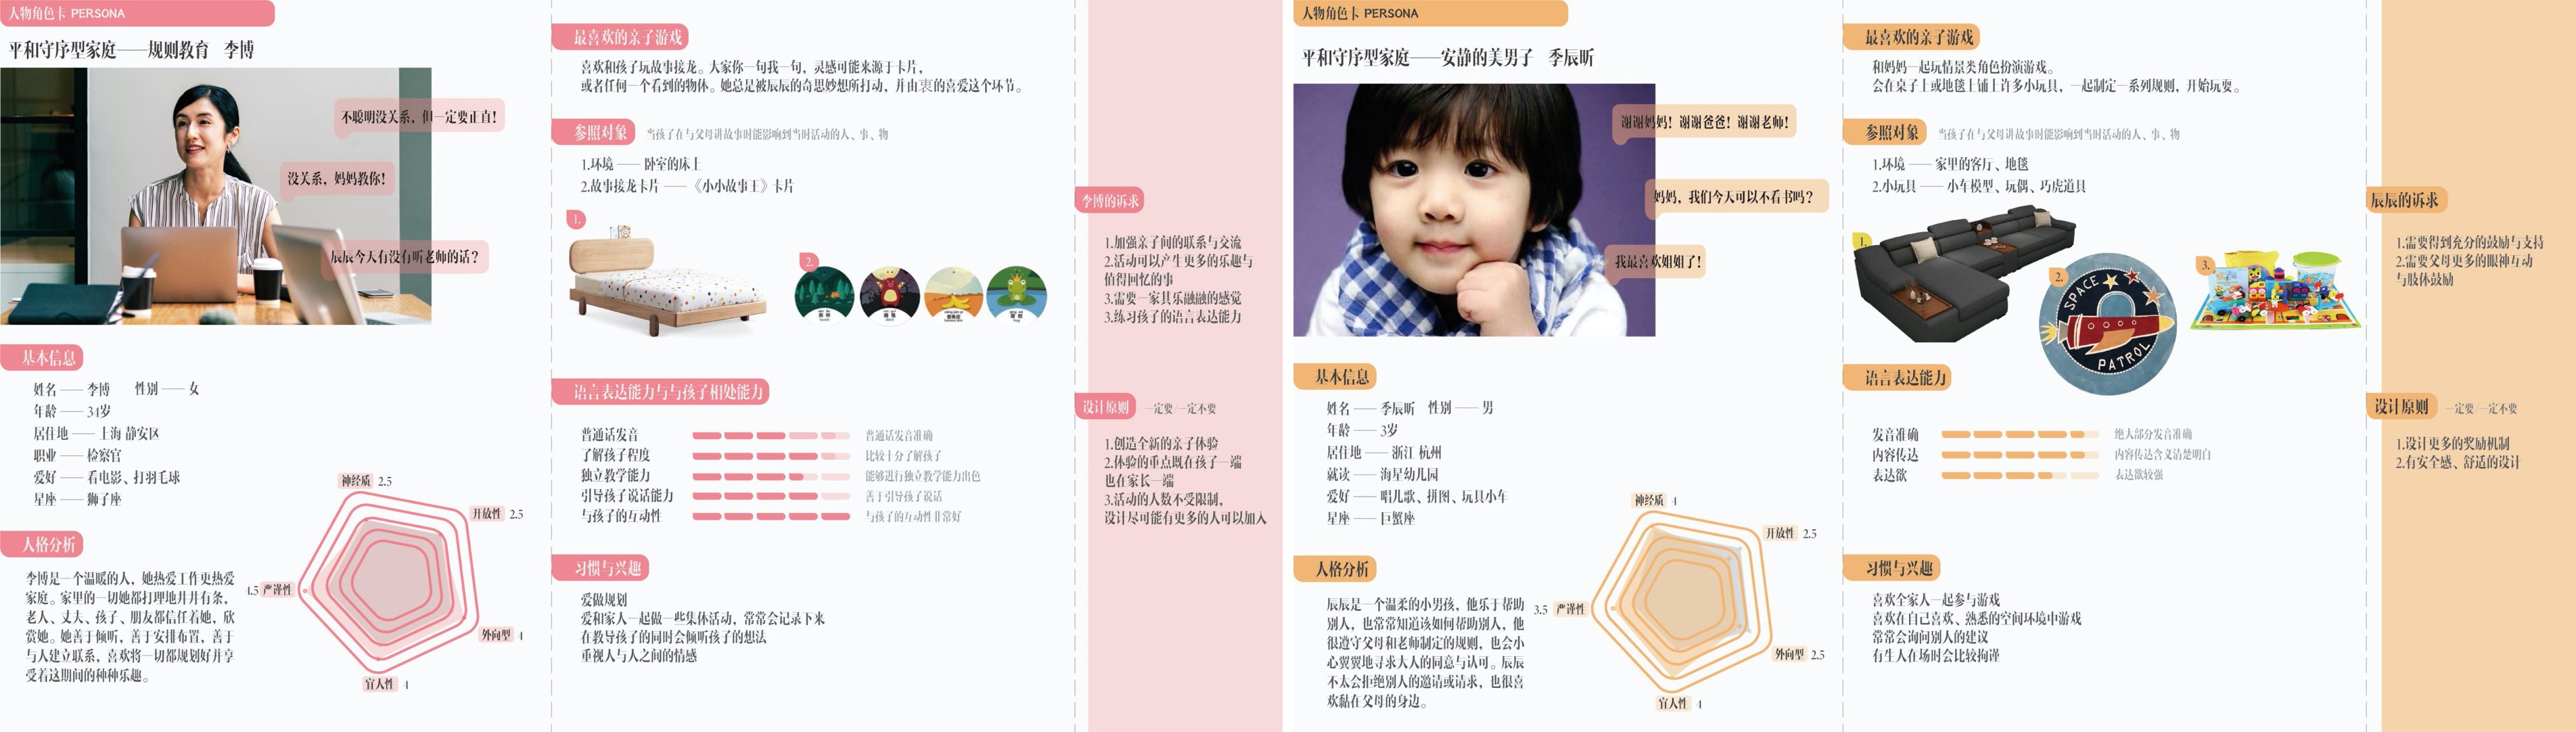 人物角色卡 PERSONA
平和守序型家庭——规则教育 李博
不聪明没关系，但一定要正直！
没关系，妈妈教你！
辰辰今天有没有听老师的话？
基本信息
姓名 —— 李博 性别 —— 女
年龄 —— 34岁
居住地 —— 上海 静安区
职业 —— 检察官
爱好 —— 看电影、打羽毛球
星座 —— 狮子座
人格分析
李博是一个温暖的人，她热爱工作更热爱
家庭。家里的一切她都打理地井井有条，
老人、丈夫、孩子、朋友都信任着她，欣
赏她。她善于倾听，善于安排布置，善于
与人建立联系，喜欢将一切都规划好并享
受着这期间的种种乐趣。
神经质 2.5
开放性 2.5
4.5 严谨性
外向型 4
宜人性 4
最喜欢的亲子游戏
喜欢和孩子玩故事接龙。大家你一句我一句，灵感可能来源于卡片，
或者任何一个看到的物体。她总是被辰辰的奇思妙想所打动，并由衷的喜爱这个环节。
参照对象 当孩子在与父母讲故事时能影响到当时活动的人、事、物
1.环境 —— 卧室的床上
2.故事接龙卡片 —— 《小小故事王》卡片
1.
2.
语言表达能力与与孩子相处能力
普通话发音 普通话发音准确
了解孩子程度 比较十分了解孩子
独立教学能力 能够进行独立教学能力出色
引导孩子说话能力 善于引导孩子说话
与孩子的互动性 与孩子的互动性非常好
习惯与兴趣
爱做规划
爱和家人一起做一些集体活动，常常会记录下来
在教导孩子的同时会倾听孩子的想法
重视人与人之间的情感
李博的诉求
1.加强亲子间的联系与交流
2.活动可以产生更多的乐趣与
值得回忆的事
3.需要一家其乐融融的感觉
3.练习孩子的语言表达能力
设计原则 一定要/一定不要
1.创造全新的亲子体验
2.体验的重点既在孩子一端
也在家长一端
3.活动的人数不受限制，
设计尽可能有更多的人可以加入
人物角色卡 PERSONA
平和守序型家庭——安静的美男子 季辰昕
谢谢妈妈！谢谢爸爸！谢谢老师！
妈妈，我们今天可以不看书吗？
我最喜欢姐姐了！
基本信息
姓名 —— 季辰昕 性别 —— 男
年龄 —— 3岁
居住地 —— 浙江 杭州
就读 —— 海星幼儿园
爱好 —— 唱儿歌、拼图、玩具小车
星座 —— 巨蟹座
人格分析
辰辰是一个温柔的小男孩，他乐于帮助
别人，也常常知道该如何帮助别人，他
很遵守父母和老师制定的规则，也会小
心翼翼地寻求大人的同意与认可。辰辰
不太会拒绝别人的邀请或请求，也很喜
欢黏在父母的身边。
神经质 4
开放性 2.5
3.5 严谨性
外向型 2.5
宜人性 4
最喜欢的亲子游戏
和妈妈一起玩情景类角色扮演游戏。
会在桌子上或地毯上铺上许多小玩具，一起制定一系列规则，开始玩耍。
参照对象 当孩子在与父母讲故事时能影响到当时活动的人、事、物
1.环境 —— 家里的客厅、地毯
2.小玩具 —— 小车模型、玩偶、巧虎道具
1.
2.
3.
SPACE
PATROL
语言表达能力
发音准确 绝大部分发音准确
内容传达 内容传达含义清楚明白
表达欲 表达欲较强
习惯与兴趣
喜欢全家人一起参与游戏
喜欢在自己喜欢、熟悉的空间环境中游戏
常常会询问别人的建议
有生人在场时会比较拘谨
辰辰的诉求
1.需要得到充分的鼓励与支持
2.需要父母更多的眼神互动
与肢体鼓励
设计原则 一定要/一定不要
1.设计更多的奖励机制
2.有安全感、舒适的设计